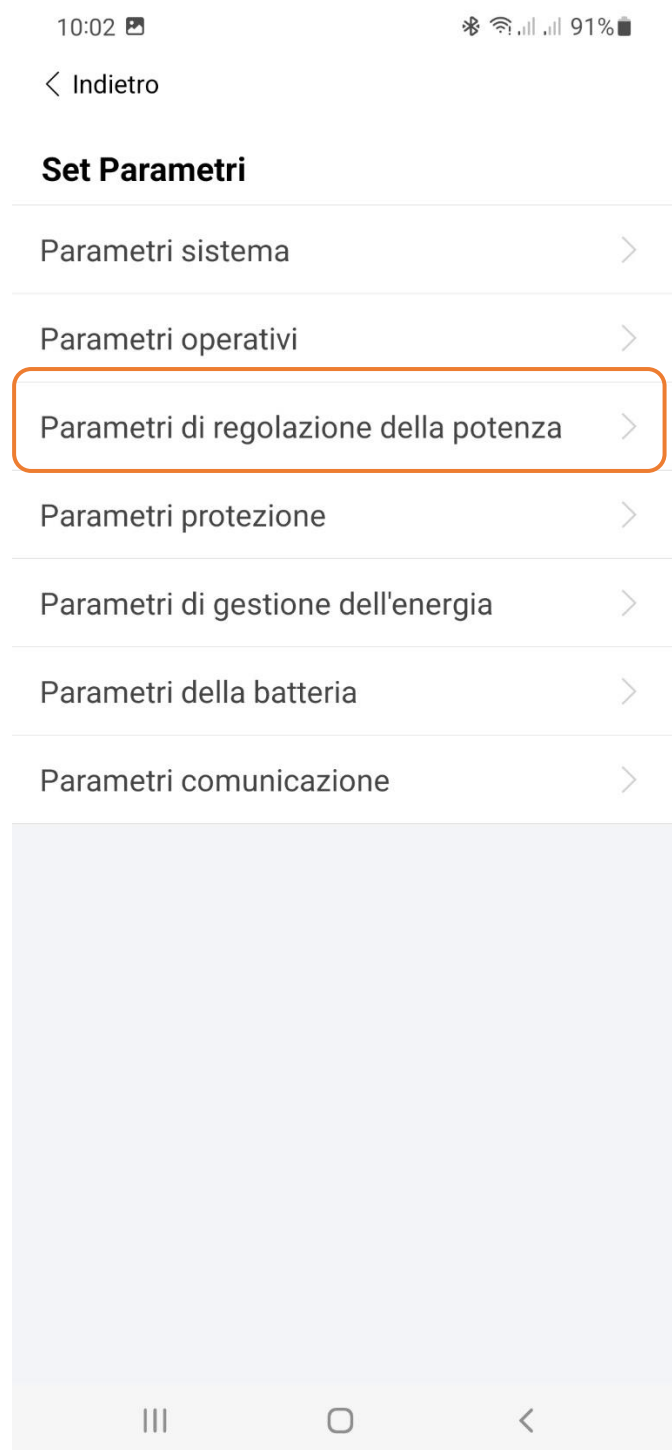 10:02 91%
Indietro
Set Parametri
Parametri sistema
Parametri operativi
Parametri di regolazione della potenza
Parametri protezione
Parametri di gestione dell'energia
Parametri della batteria
Parametri comunicazione